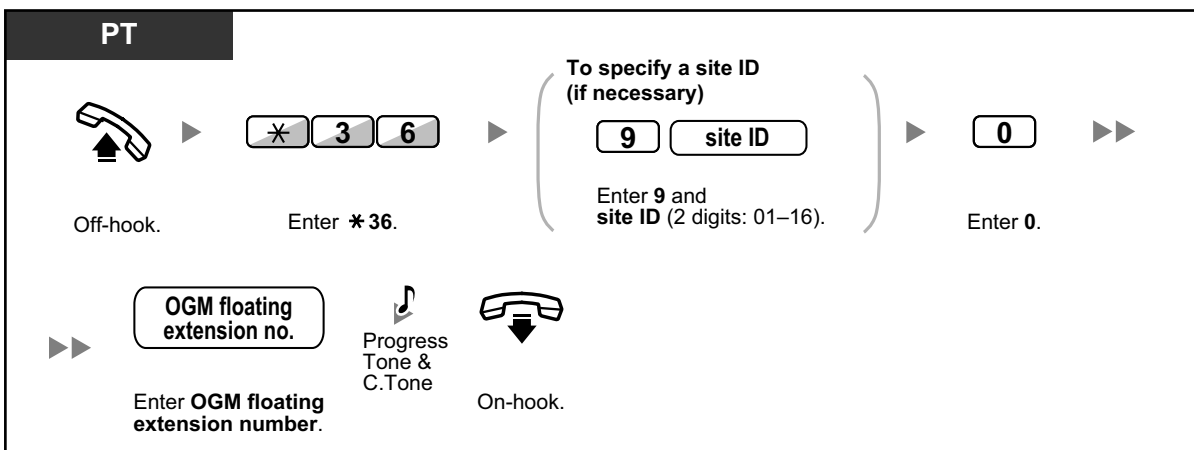 PT
To specify a site ID
(if necessary)
* 3 6
9 site ID
0
Off-hook.
Enter *36.
Enter 9 and
site ID (2 digits: 01–16).
Enter 0.
OGM floating
extension no.
Progress
Tone &
C.Tone
Enter OGM floating
extension number.
On-hook.